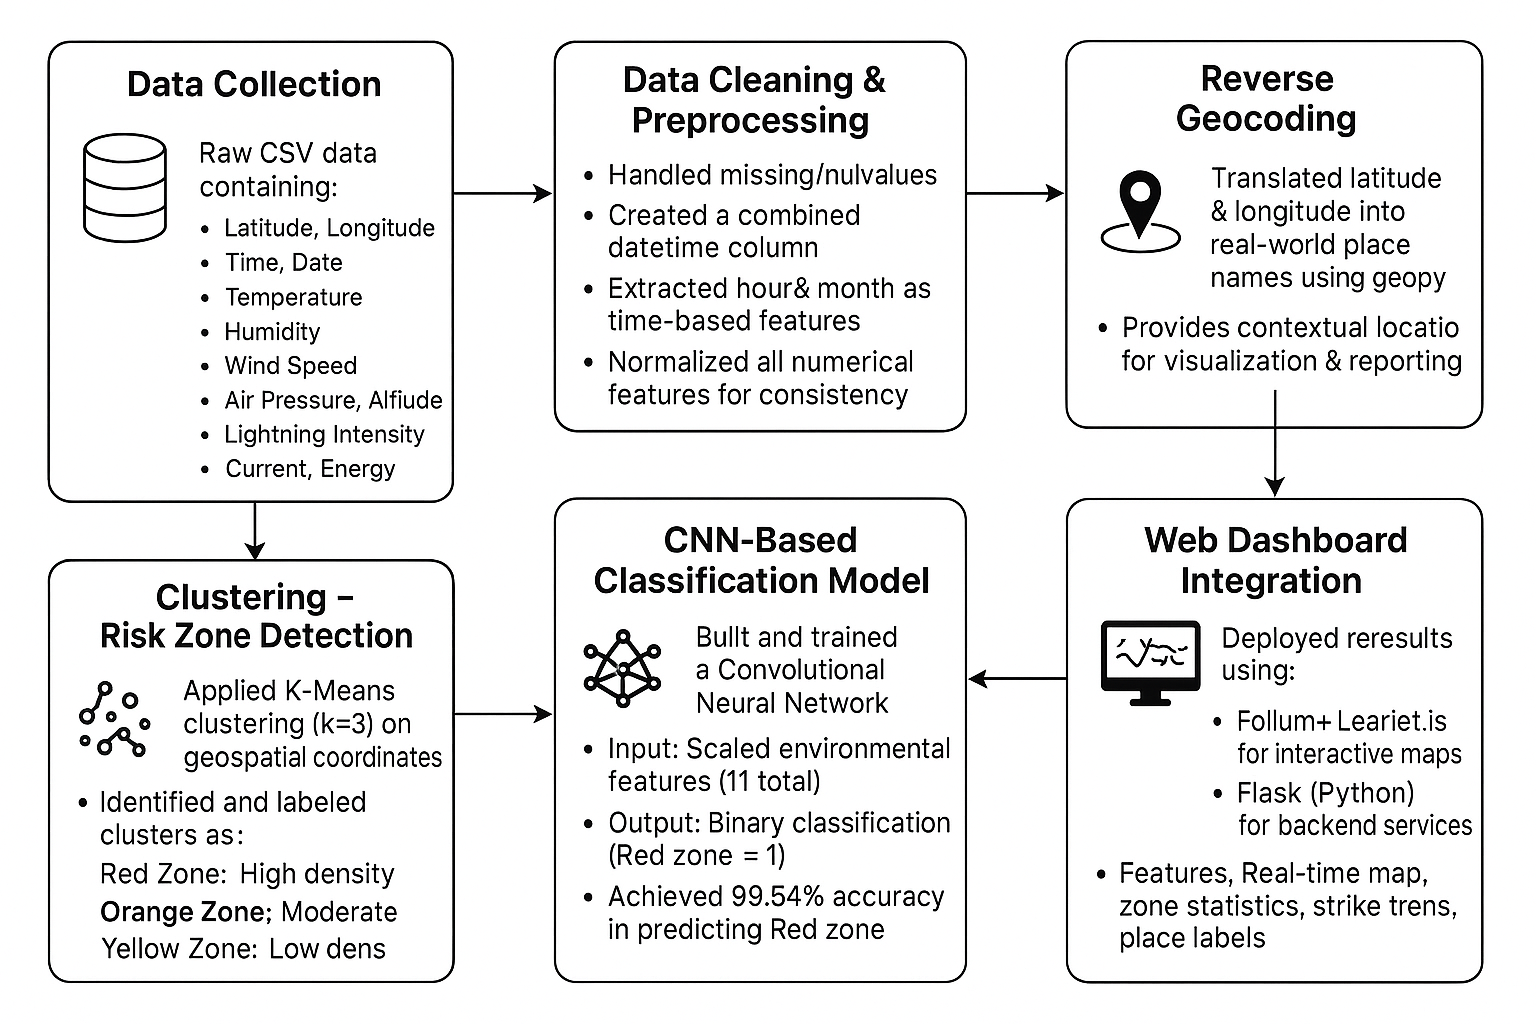 Data Collection
Raw CSV data
containing:
• Latitude, Longitude
• Time, Date
• Temperature
• Humidity
• Wind Speed
• Air Pressure, Alfiude
• Lightning Intensity
• Current, Energy
Data Cleaning &
Preprocessing
• Handled missing/nulvalues
• Created a combined
datetime column
• Extracted hour& month as
time-based features
• Normalized all numerical
features for consistency
Reverse
Geocoding
Translated latitude
& longitude into
real-world place
names using geopy
• Provides contextual locatio
for visualization & reporting
Clustering –
Risk Zone Detection
Applied K-Means
clustering (k=3) on
geospatial coordinates
• Identified and labeled
clusters as:
Red Zone: High density
Orange Zone; Moderate
Yellow Zone: Low dens
CNN-Based
Classification Model
Built and trained
a Convolutional
Neural Network
• Input: Scaled environmental
features (11 total)
• Output: Binary classification
(Red zone = 1)
• Achieved 99.54% accuracy
in predicting Red zone
Web Dashboard
Integration
Deployed reresults
using:
• Follum+ Leariet.is
for interactive maps
• Flask (Python)
for backend services
• Features, Real-time map,
zone statistics, strike trens,
place labels